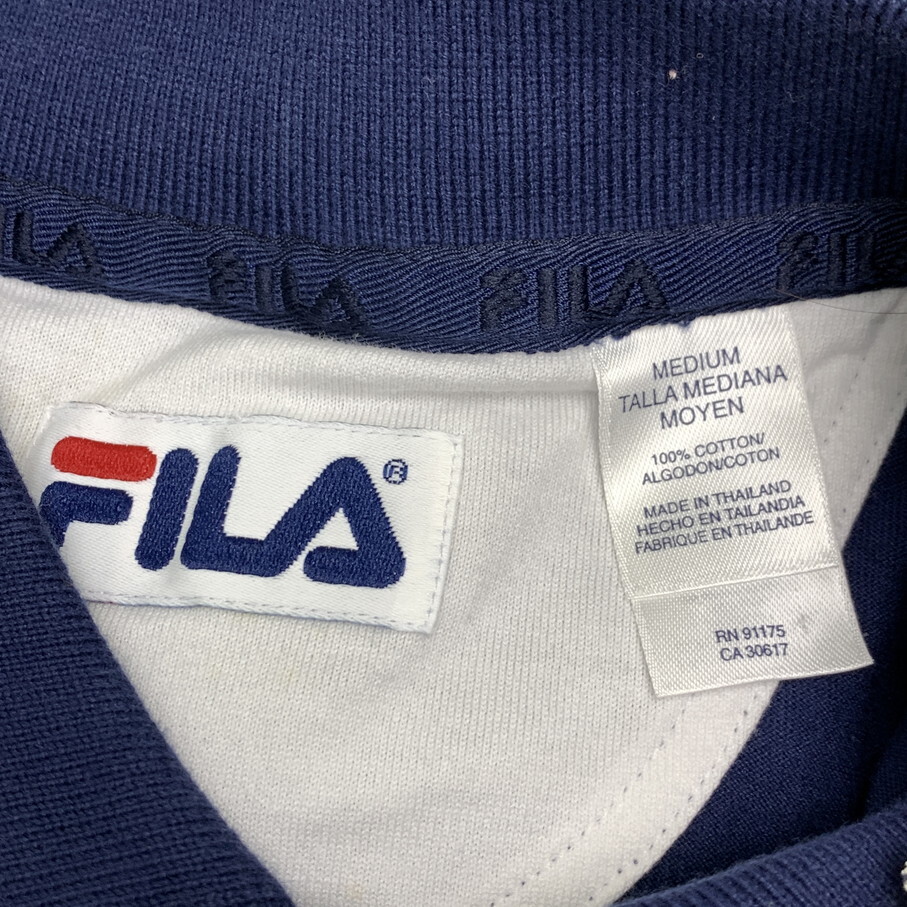 FILA FILA FILA FILA
FILA®
MEDIUM
TALLA MEDIANA
MOYEN
100% COTTON/
ALGODON/COTON
MADE IN THAILAND
HECHO EN TAILANDIA
FABRIQUE EN THAILANDE
RN 91175
CA 30617